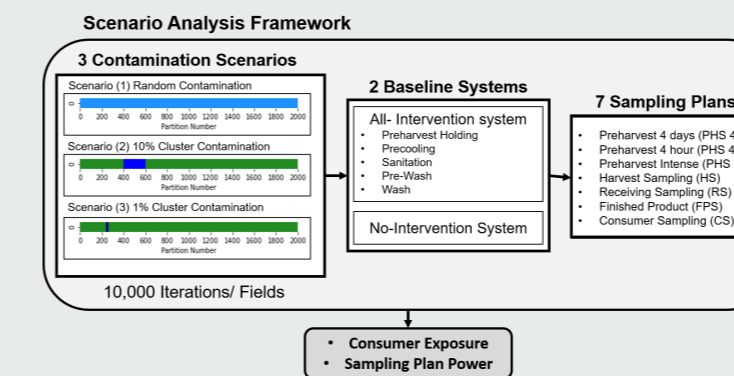 Scenario Analysis Framework
3 Contamination Scenarios
Scenario (1) Random Contamination
0
0 200 400 600 800 1000 1200 1400 1600 1800 2000
Partition Number
Scenario (2) 10% Cluster Contamination
0
0 200 400 600 800 1000 1200 1400 1600 1800 2000
Partition Number
Scenario (3) 1% Cluster Contamination
0
0 200 400 600 800 1000 1200 1400 1600 1800 2000
Partition Number
10,000 Iterations/ Fields
2 Baseline Systems
All- Intervention system
• Preharvest Holding
• Precooling
• Sanitation
• Pre-Wash
• Wash
No-Intervention System
7 Sampling Plans
• Preharvest 4 days (PHS 4
• Preharvest 4 hour (PHS 4
• Preharvest Intense (PHS
• Harvest Sampling (HS)
• Receiving Sampling (RS)
• Finished Product (FPS)
• Consumer Sampling (CS)
• Consumer Exposure
• Sampling Plan Power